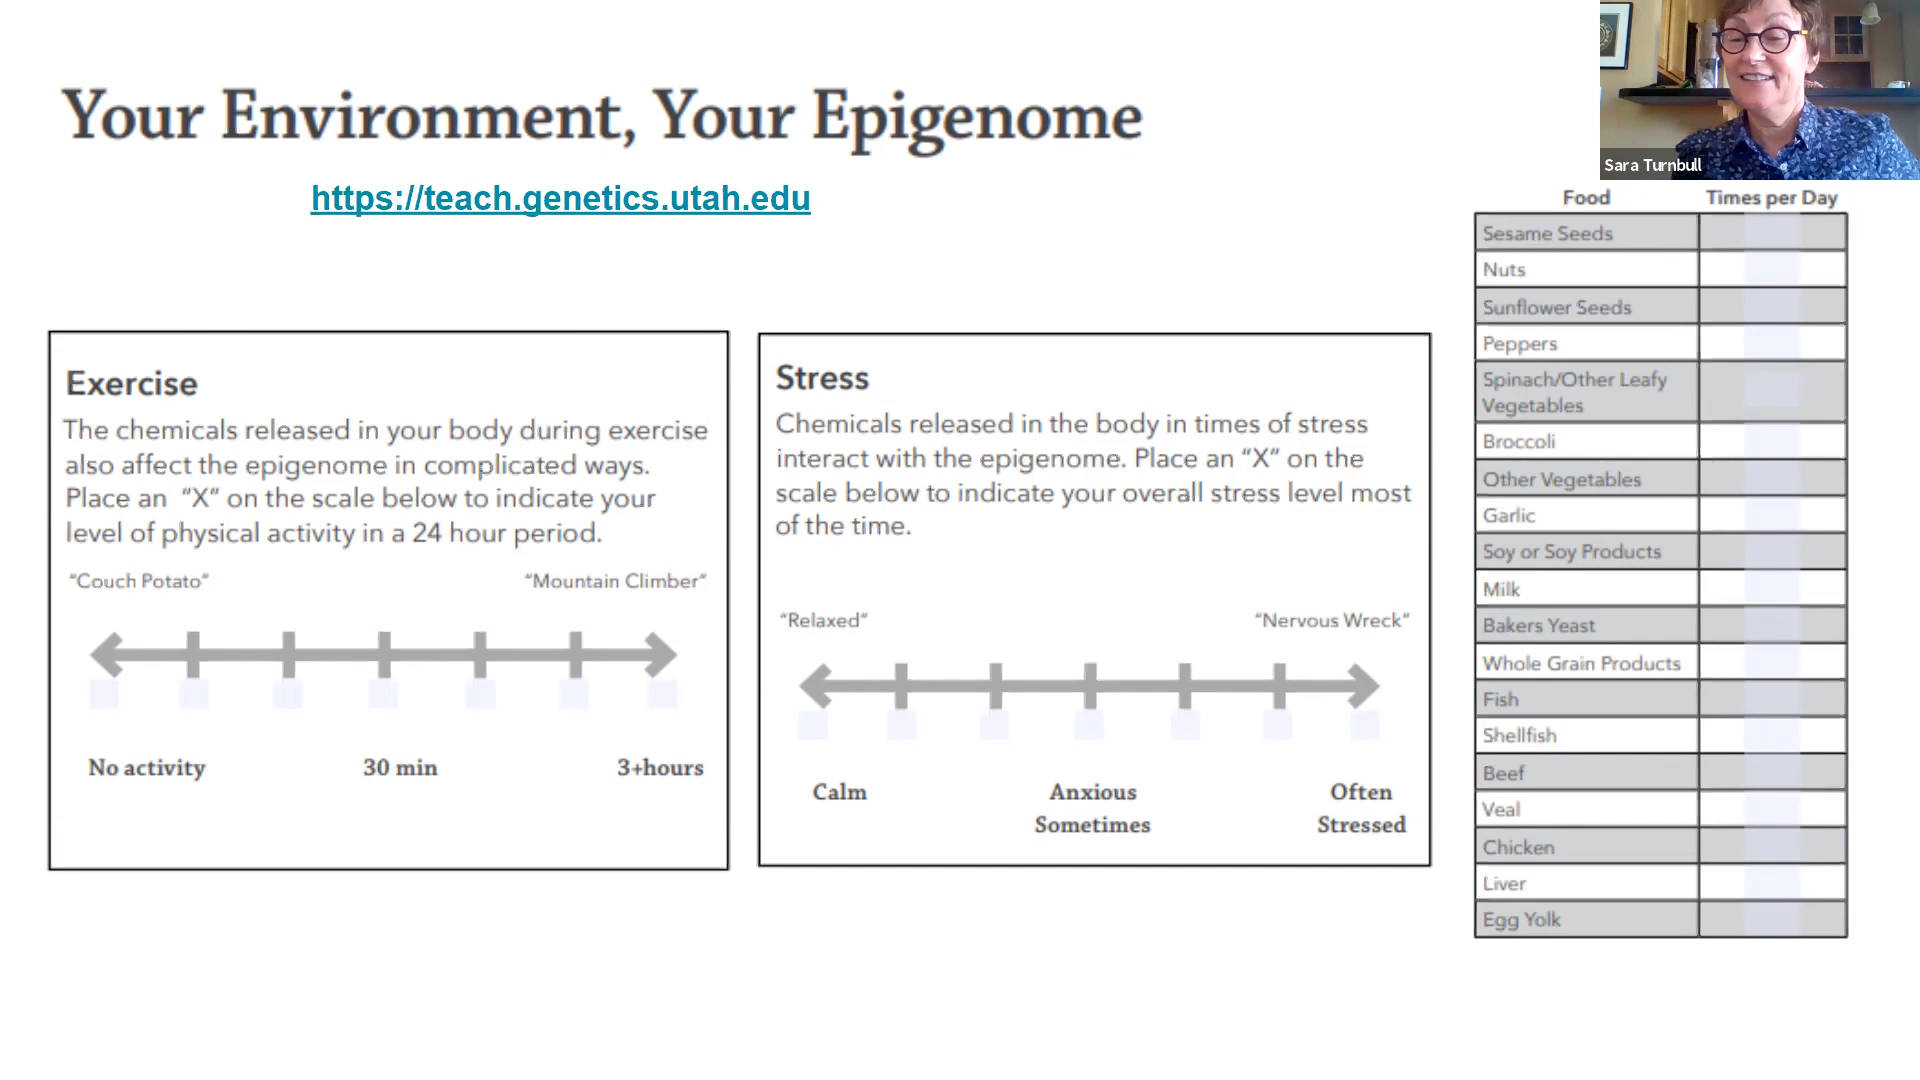 Your Environment, Your Epigenome
https://teach.genetics.utah.edu
Sara Turnbull
Exercise
The chemicals released in your body during exercise
also affect the epigenome in complicated ways.
Place an “X” on the scale below to indicate your
level of physical activity in a 24 hour period.
“Couch Potato” “Mountain Climber”
No activity 30 min 3+hours
Stress
Chemicals released in the body in times of stress
interact with the epigenome. Place an “X” on the
scale below to indicate your overall stress level most
of the time.
“Relaxed” “Nervous Wreck”
Calm Anxious Often
Sometimes Stressed
Food Times per Day
Sesame Seeds
Nuts
Sunflower Seeds
Peppers
Spinach/Other Leafy
Vegetables
Broccoli
Other Vegetables
Garlic
Soy or Soy Products
Milk
Bakers Yeast
Whole Grain Products
Fish
Shellfish
Beef
Veal
Chicken
Liver
Egg Yolk